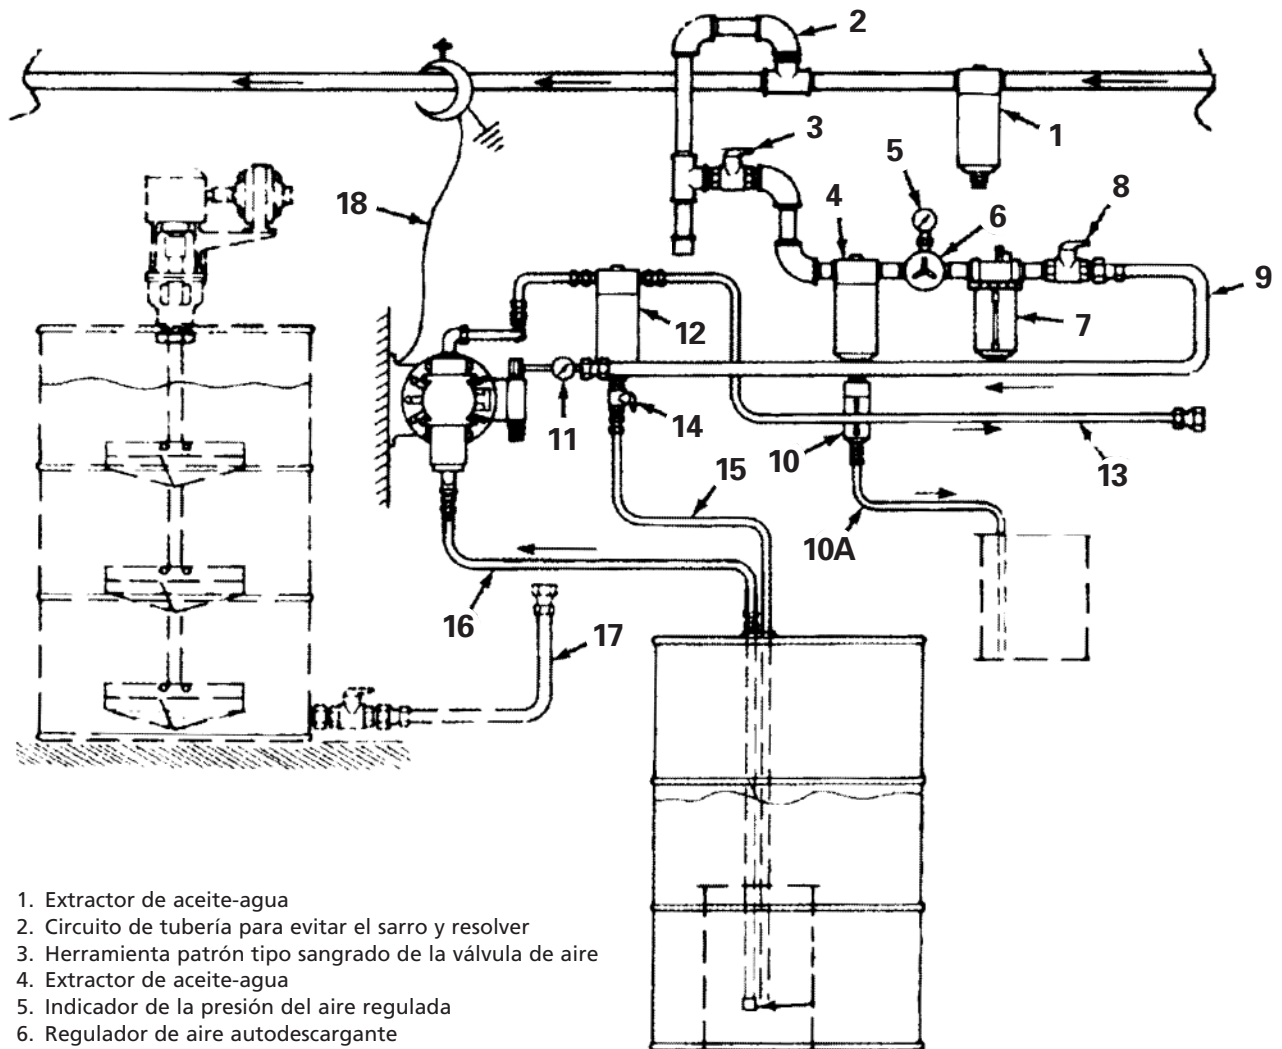 2
3
1
5
4
8
18
6
9
7
12
11
14
10
13
15
10A
16
17
1. Extractor de aceite-agua
2. Circuito de tubería para evitar el sarro y resolver
3. Herramienta patrón tipo sangrado de la válvula de aire
4. Extractor de aceite-agua
5. Indicador de la presión del aire regulada
6. Regulador de aire autodescargante